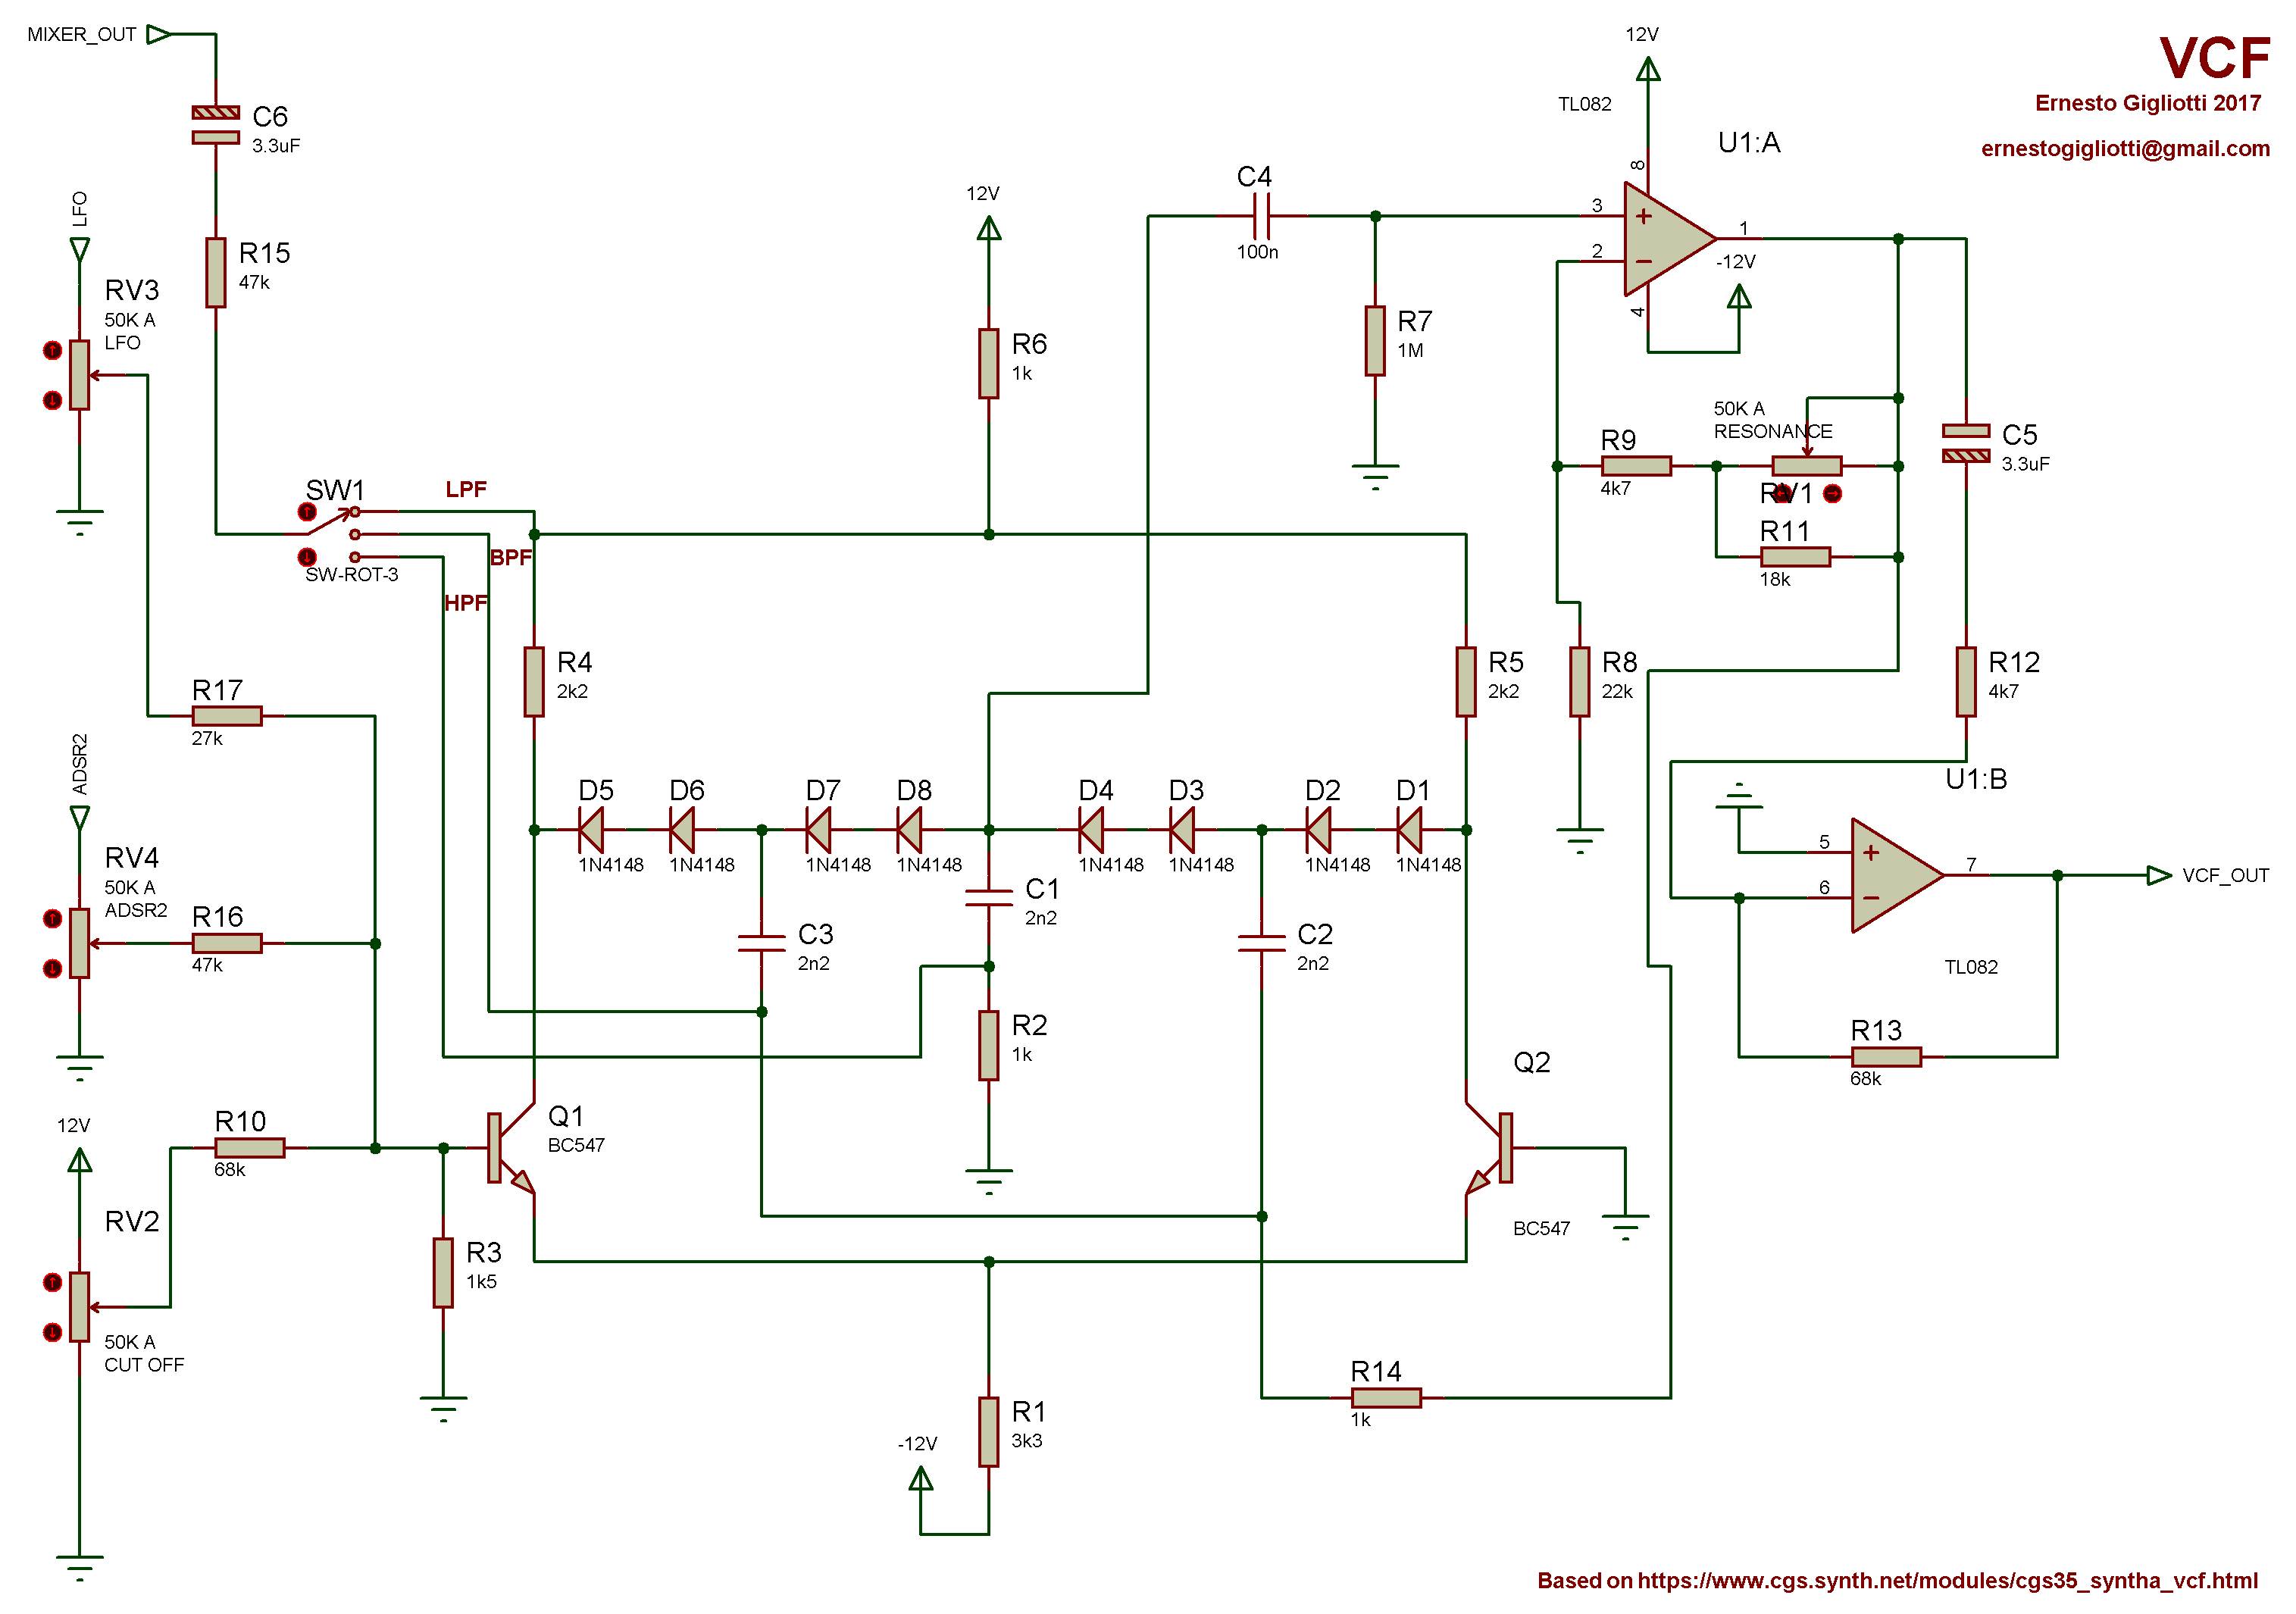 MIXER_OUT
C6
3.3uF
LFO
R15
47k
RV3
50K A
LFO
12V
R6
1k
C4
100n
R7
1M
12V
TL082
U1:A
8
3
2
1
4
+
−
-12V
VCF
Ernesto Gigliotti 2017
ernestogigliotti@gmail.com
50K A
RESONANCE
R9
4k7
RV1
R11
18k
C5
3.3uF
SW1
SW-ROT-3
LPF
BPF
HPF
R4
2k2
R5
2k2
R8
22k
R12
4k7
R17
27k
ADSR2
RV4
50K A
ADSR2
R16
47k
D5
1N4148
D6
1N4148
D7
1N4148
D8
1N4148
D4
1N4148
D3
1N4148
D2
1N4148
D1
1N4148
C3
2n2
C1
2n2
C2
2n2
R2
1k
U1:B
5
6
7
+
−
TL082
VCF_OUT
R13
68k
12V
R10
68k
Q1
BC547
Q2
BC547
RV2
50K A
CUT OFF
R3
1k5
R14
1k
R1
3k3
-12V
Based on https://www.cgs.synth.net/modules/cgs35_syntha_vcf.html